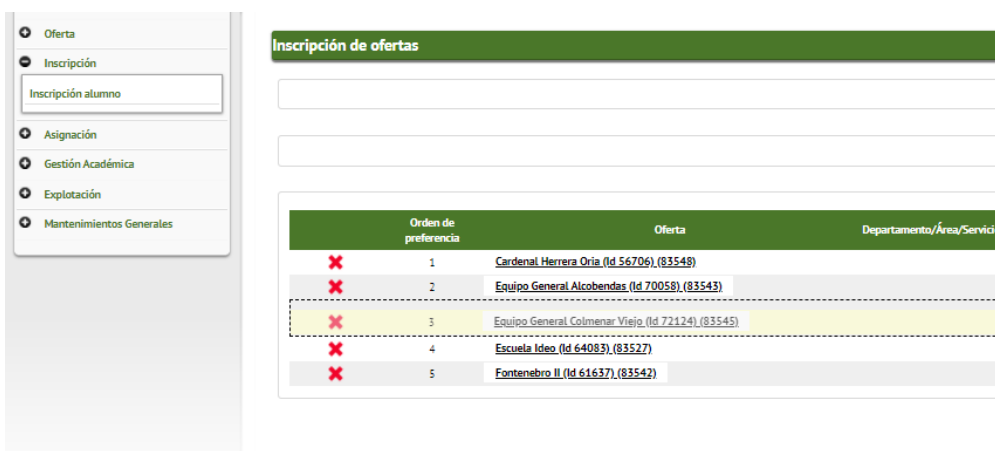 Oferta
Inscripción
Inscripción alumno
Asignación
Gestión Académica
Explotación
Mantenimientos Generales
Inscripción de ofertas
Orden de preferencia Oferta Departamento/Área/Servici
1 Cardenal Herrera Oria (Id 56706) (83548)
2 Equipo General Alcobendas (Id 70058) (83543)
3 Equipo General Colmenar Viejo (Id 72124) (83545)
4 Escuela Ideo (Id 64083) (83527)
5 Fontenebro II (Id 61637) (83542)